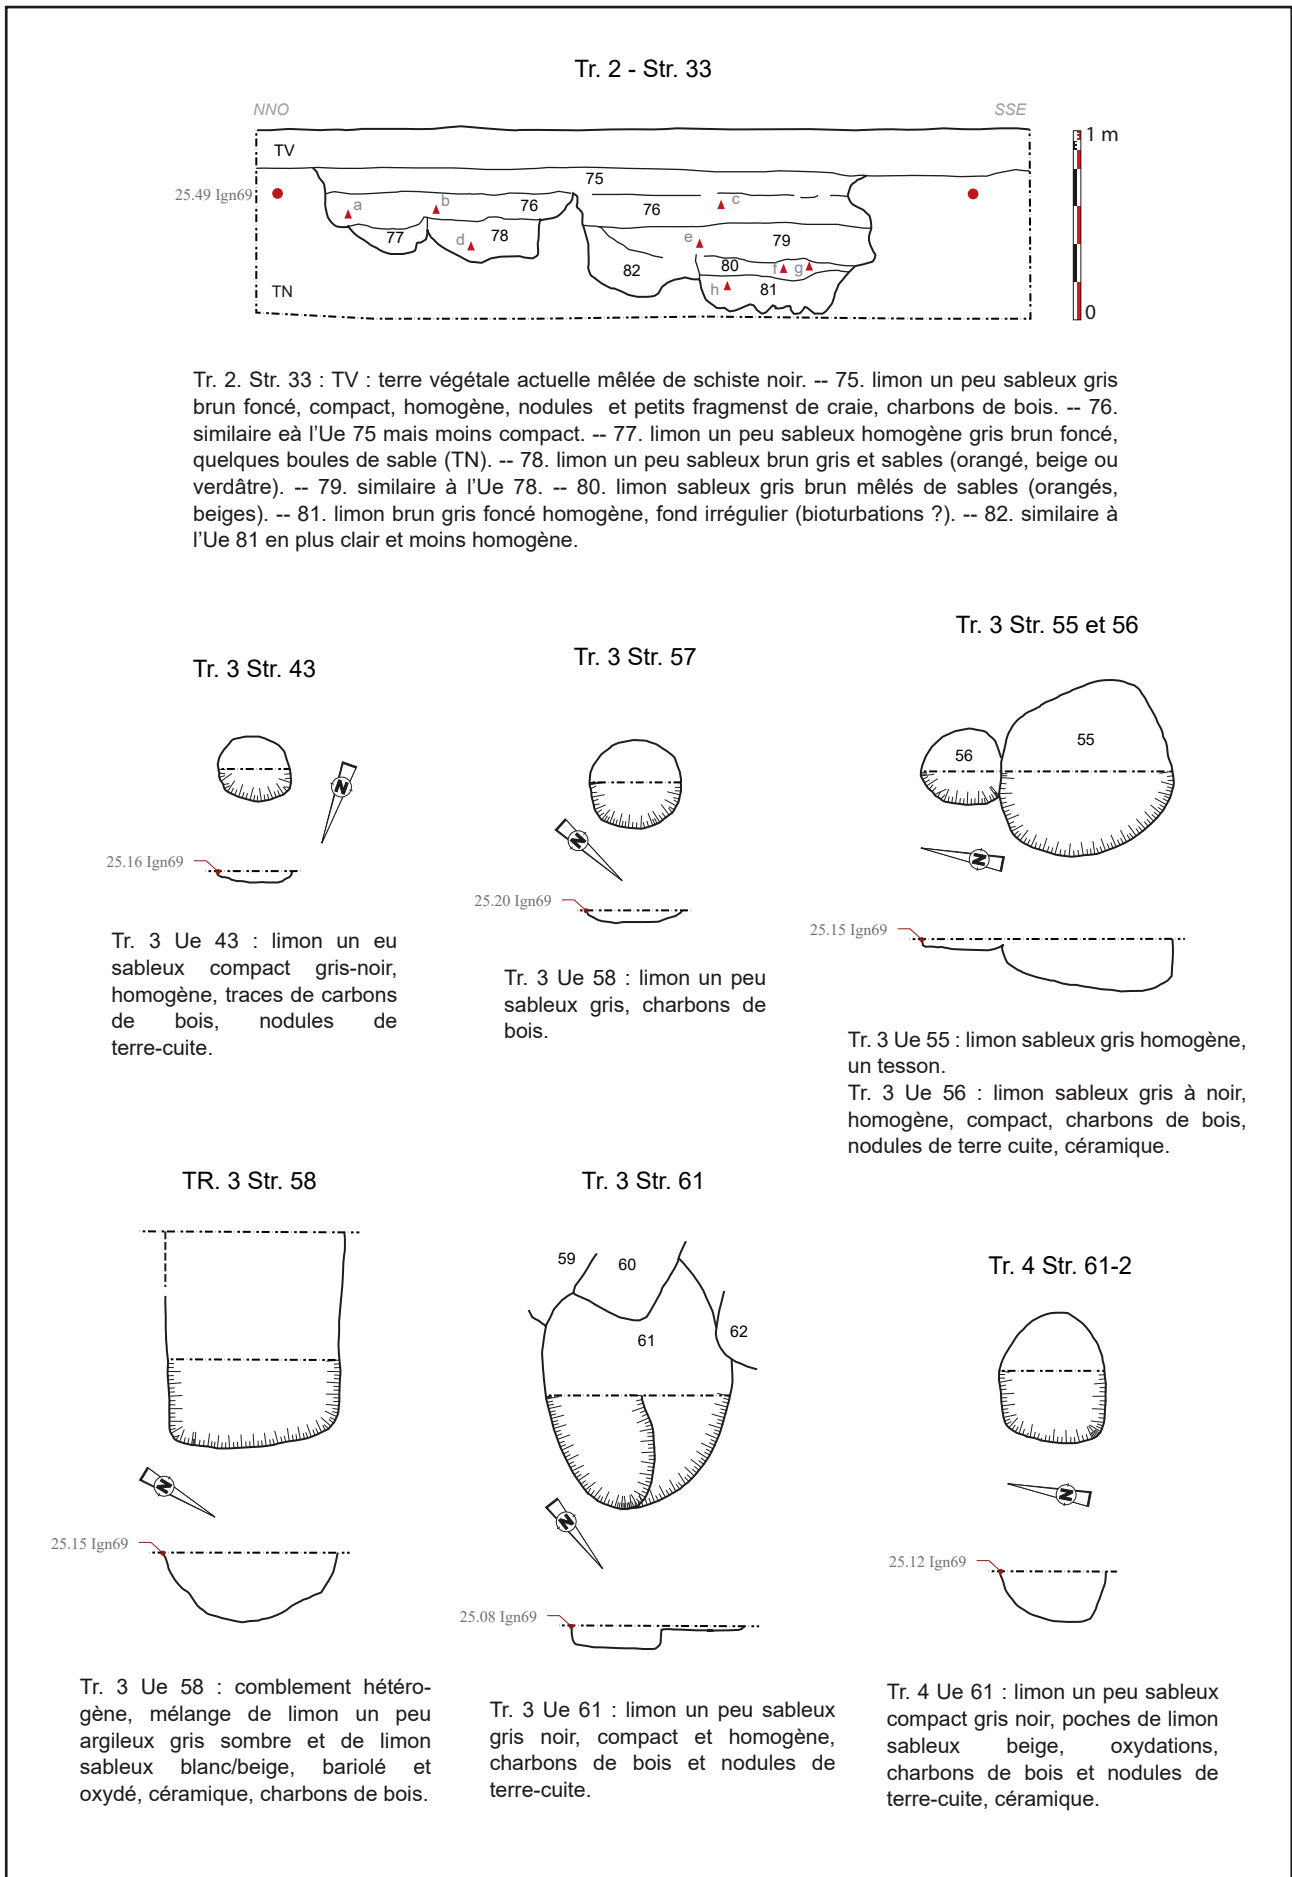 Tr. 2 - Str. 33
NNO
SSE
TV
1 m
75
25.49 Ign69
a
b
76
76
c
77
d
78
e
79
82
80
f
g
h
81
TN
0
Tr. 2. Str. 33 : TV : terre végétale actuelle mêlée de schiste noir. -- 75. limon un peu sableux gris
brun foncé, compact, homogène, nodules et petits fragmenst de craie, charbons de bois. -- 76.
similaire eà l'Ue 75 mais moins compact. -- 77. limon un peu sableux homogène gris brun foncé,
quelques boules de sable (TN). -- 78. limon un peu sableux brun gris et sables (orangé, beige ou
verdâtre). -- 79. similaire à l'Ue 78. -- 80. limon sableux gris brun mêlés de sables (orangés,
beiges). -- 81. limon brun gris foncé homogène, fond irrégulier (bioturbations ?). -- 82. similaire à
l'Ue 81 en plus clair et moins homogène.
Tr. 3 Str. 43
N
25.16 Ign69
Tr. 3 Ue 43 : limon un eu
sableux compact gris-noir,
homogène, traces de carbons
de bois, nodules de
terre-cuite.
Tr. 3 Str. 57
N
25.20 Ign69
Tr. 3 Ue 58 : limon un peu
sableux gris, charbons de
bois.
Tr. 3 Str. 55 et 56
55
56
N
25.15 Ign69
Tr. 3 Ue 55 : limon sableux gris homogène,
un tesson.
Tr. 3 Ue 56 : limon sableux gris à noir,
homogène, compact, charbons de bois,
nodules de terre cuite, céramique.
TR. 3 Str. 58
N
25.15 Ign69
Tr. 3 Ue 58 : comblement hétéro-
gène, mélange de limon un peu
argileux gris sombre et de limon
sableux blanc/beige, bariolé et
oxydé, céramique, charbons de bois.
Tr. 3 Str. 61
59
60
61
62
N
25.08 Ign69
Tr. 3 Ue 61 : limon un peu sableux
gris noir, compact et homogène,
charbons de bois et nodules de
terre-cuite.
Tr. 4 Str. 61-2
N
25.12 Ign69
Tr. 4 Ue 61 : limon un peu sableux
compact gris noir, poches de limon
sableux beige, oxydations,
charbons de bois et nodules de
terre-cuite, céramique.